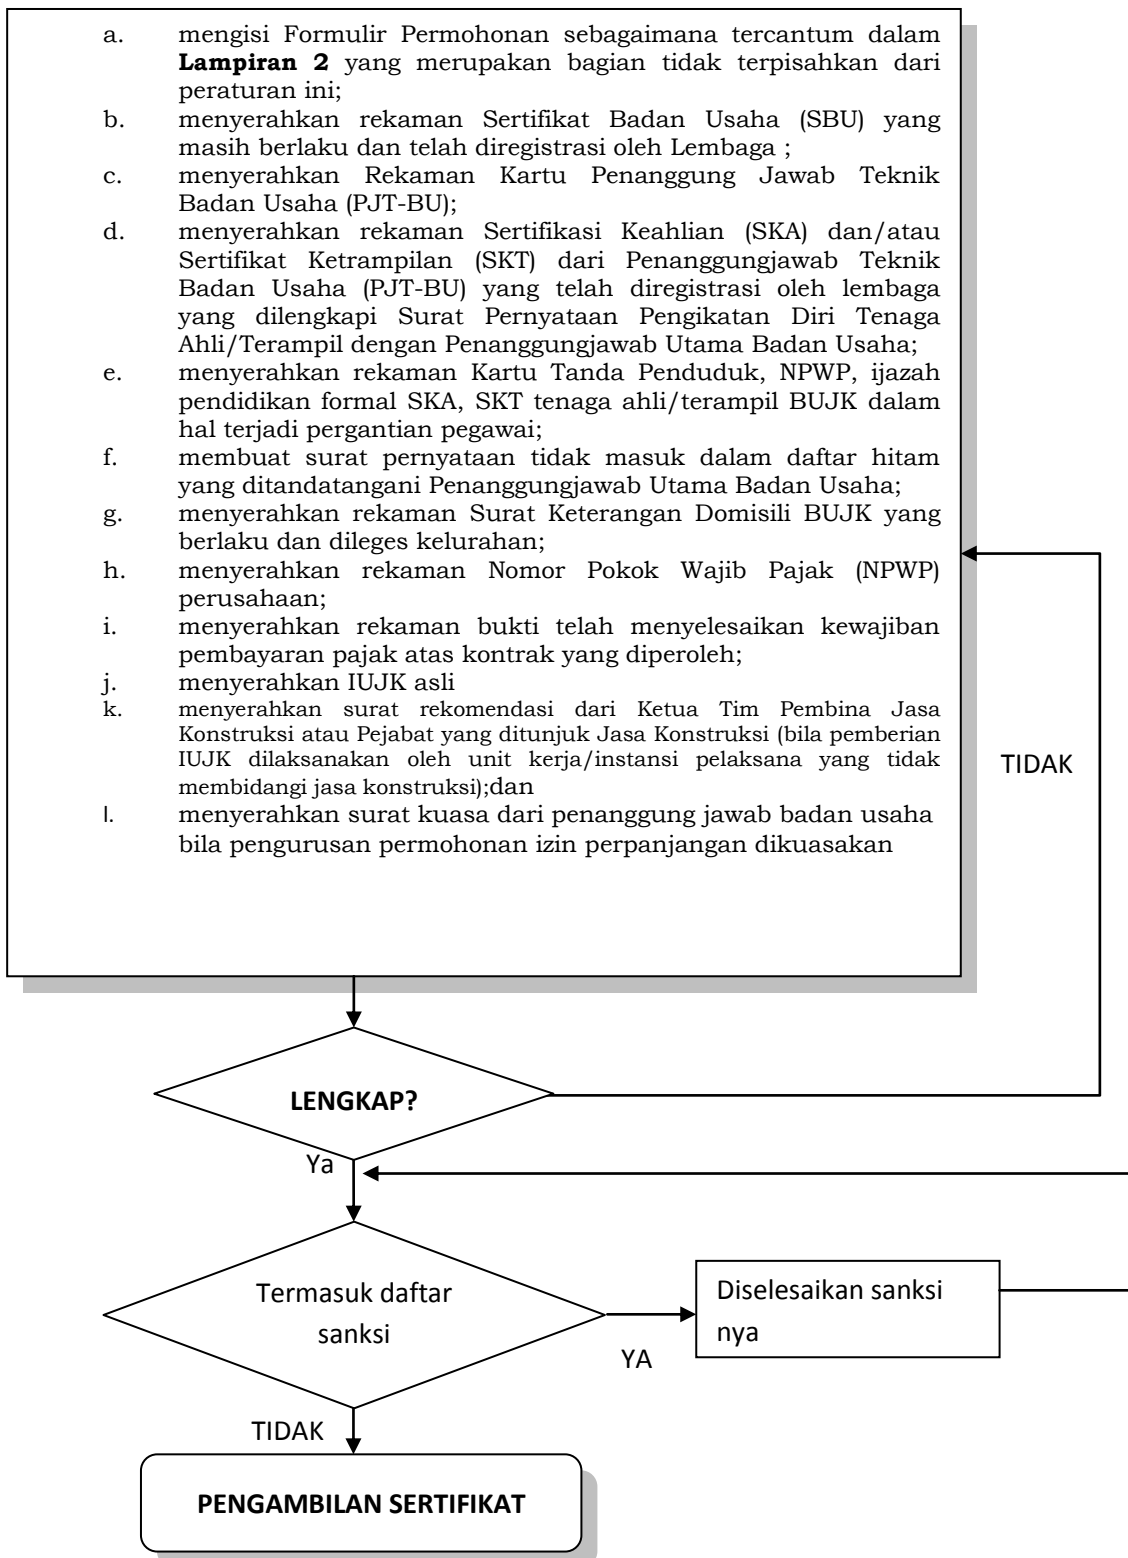 a. mengisi Formulir Permohonan sebagaimana tercantum dalam
Lampiran 2 yang merupakan bagian tidak terpisahkan dari
peraturan ini;
b. menyerahkan rekaman Sertifikat Badan Usaha (SBU) yang
masih berlaku dan telah diregistrasi oleh Lembaga ;
c. menyerahkan Rekaman Kartu Penanggung Jawab Teknik
Badan Usaha (PJT-BU);
d. menyerahkan rekaman Sertifikasi Keahlian (SKA) dan/atau
Sertifikat Ketrampilan (SKT) dari Penanggungjawab Teknik
Badan Usaha (PJT-BU) yang telah diregistrasi oleh lembaga
yang dilengkapi Surat Pernyataan Pengikatan Diri Tenaga
Ahli/Terampil dengan Penanggungjawab Utama Badan Usaha;
e. menyerahkan rekaman Kartu Tanda Penduduk, NPWP, ijazah
pendidikan formal SKA, SKT tenaga ahli/terampil BUJK dalam
hal terjadi pergantian pegawai;
f. membuat surat pernyataan tidak masuk dalam daftar hitam
yang ditandatangani Penanggungjawab Utama Badan Usaha;
g. menyerahkan rekaman Surat Keterangan Domisili BUJK yang
berlaku dan dileges kelurahan;
h. menyerahkan rekaman Nomor Pokok Wajib Pajak (NPWP)
perusahaan;
i. menyerahkan rekaman bukti telah menyelesaikan kewajiban
pembayaran pajak atas kontrak yang diperoleh;
j. menyerahkan IUJK asli
k. menyerahkan surat rekomendasi dari Ketua Tim Pembina Jasa
Konstruksi atau Pejabat yang ditunjuk Jasa Konstruksi (bila pemberian
IUJK dilaksanakan oleh unit kerja/instansi pelaksana yang tidak
membidangi jasa konstruksi);dan
l. menyerahkan surat kuasa dari penanggung jawab badan usaha
bila pengurusan permohonan izin perpanjangan dikuasakan
TIDAK
LENGKAP?
Ya
Termasuk daftar
sanksi
YA
Diselesaikan sanksi
nya
TIDAK
PENGAMBILAN SERTIFIKAT